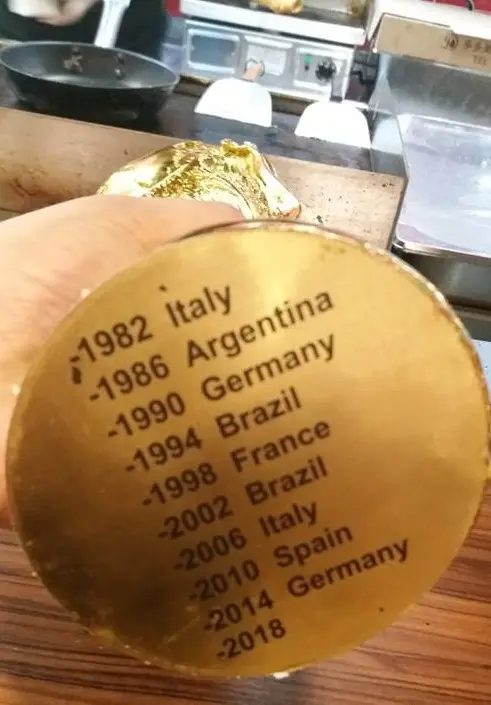 -1982 Italy
-1986 Argentina
-1990 Germany
-1994 Brazil
-1998 France
-2002 Brazil
-2006 Italy
-2010 Spain
-2014 Germany
-2018